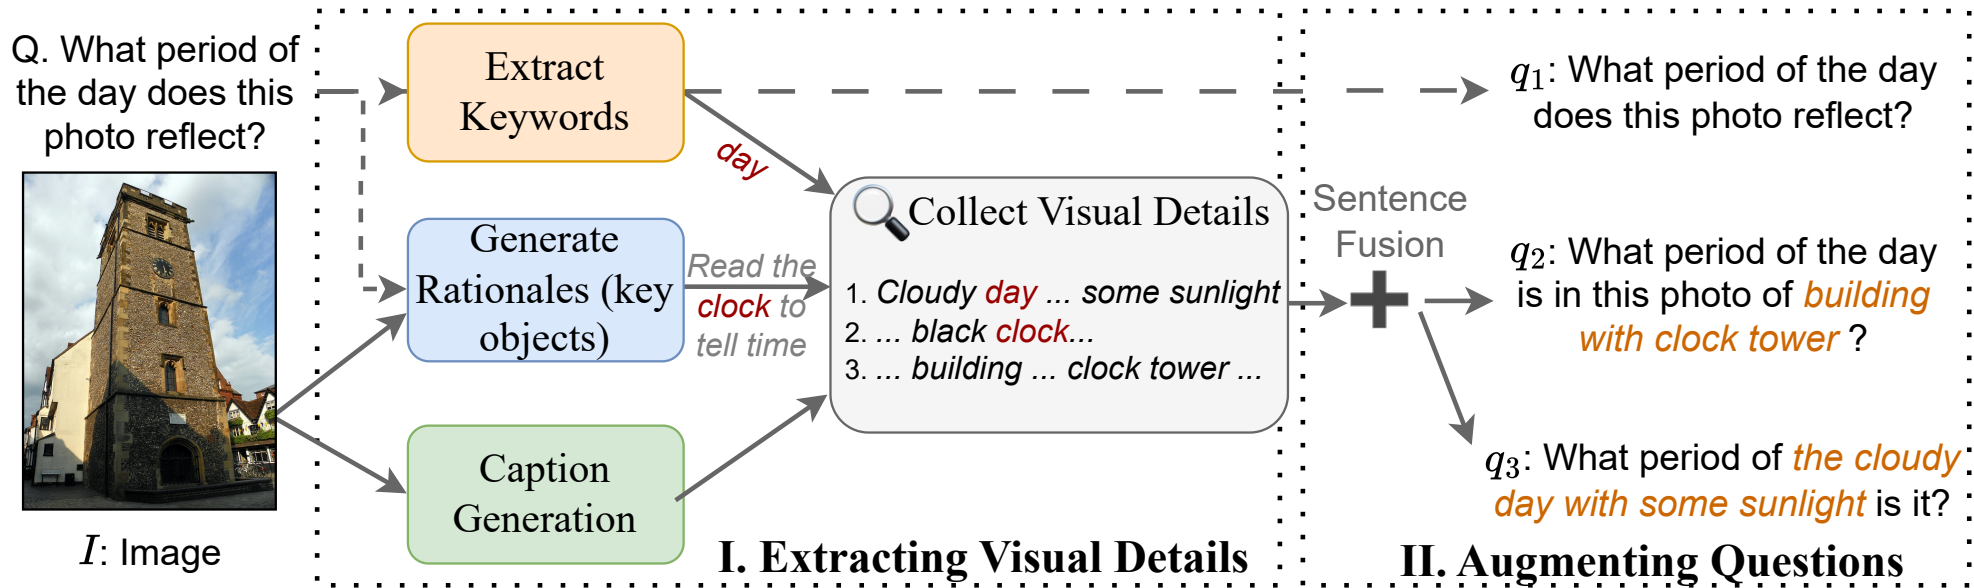 Q. What period of
the day does this
photo reflect?
I: Image
Extract
Keywords
day
Generate
Rationales (key
objects)
Read the
clock to
tell time
Caption
Generation
Collect Visual Details
1. Cloudy day ... some sunlight
2. ... black clock...
3. ... building ... clock tower ...
I. Extracting Visual Details
Sentence
Fusion
q1: What period of the day
does this photo reflect?
q2: What period of the day
is in this photo of building
with clock tower ?
q3: What period of the cloudy
day with some sunlight is it?
II. Augmenting Questions